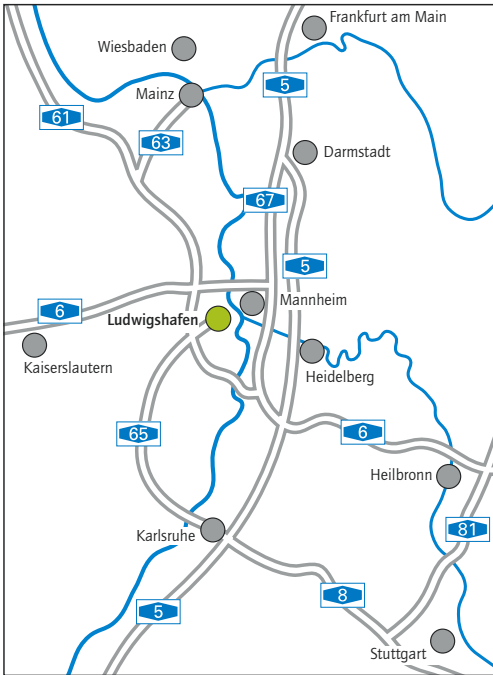 Frankfurt am Main
Wiesbaden
5
Mainz
61
63
Darmstadt
67
5
6
Mannheim
Ludwigshafen
Kaiserslautern
Heidelberg
65
6
Heilbronn
81
Karlsruhe
8
5
Stuttgart